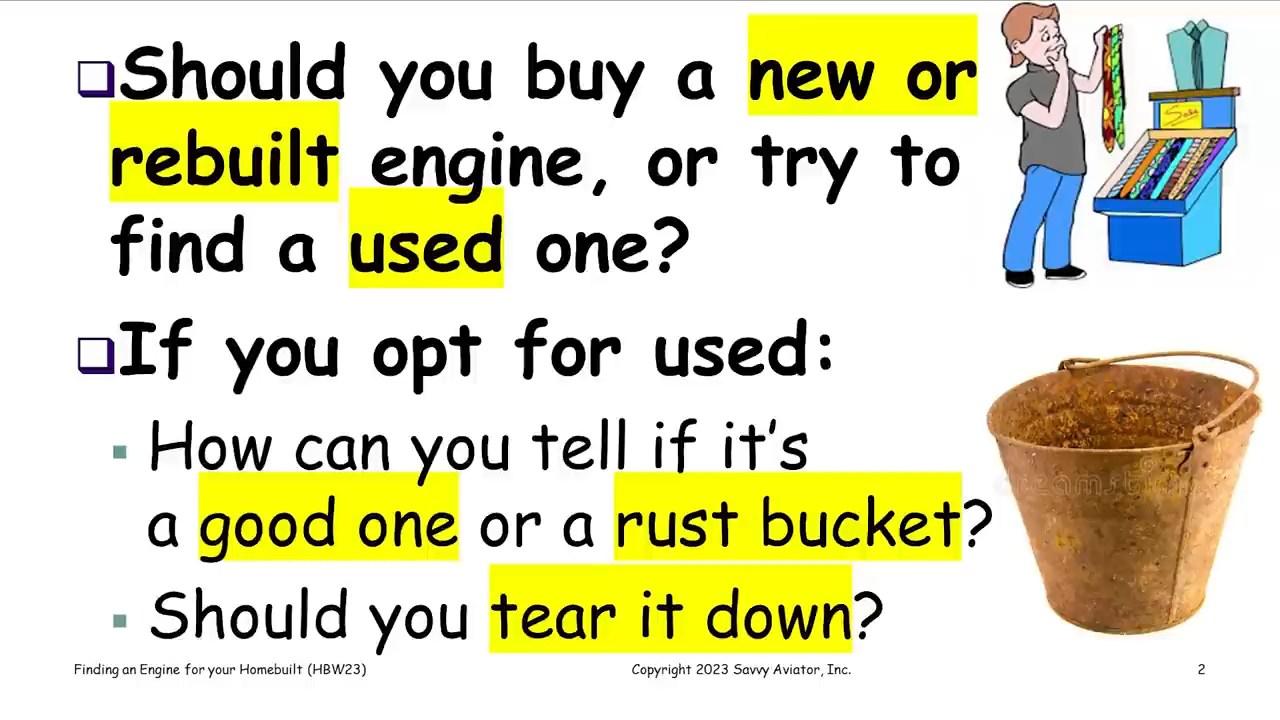 Should you buy a new or
rebuilt engine, or try to
find a used one?
Sale
If you opt for used:
How can you tell if it's
a good one or a rust bucket?
dreamstime
Should you tear it down?
Finding an Engine for your Homebuilt (HBW23)
Copyright 2023 Savvy Aviator, Inc.
2